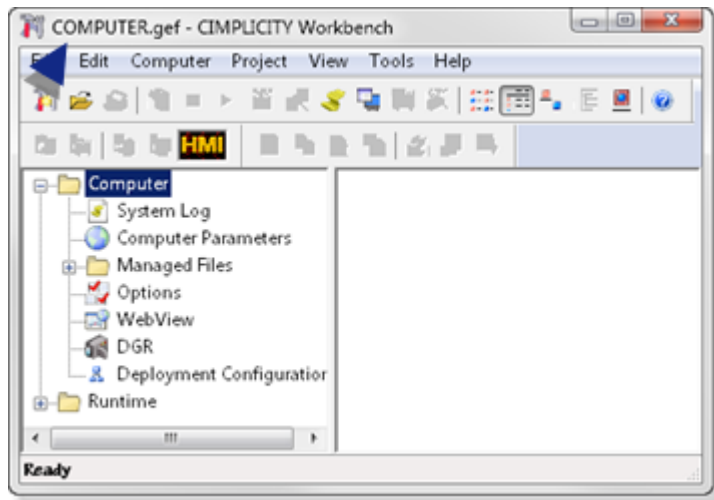 COMPUTER.gef - CIMPLICITY Workbench
Edit Computer Project View Tools Help
HMI
Computer
System Log
Computer Parameters
Managed Files
Options
WebView
DGR
Deployment Configuration
Runtime
Ready